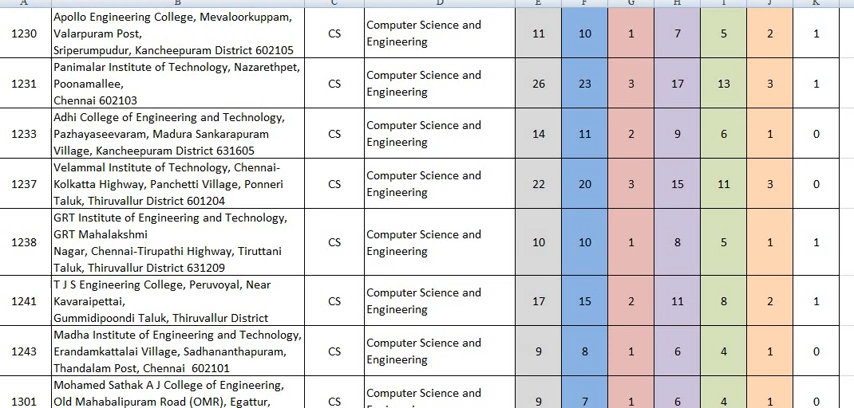 A B C D E F G H I J K
Apollo Engineering College, Mevaloorkuppam,
Valarpuram Post,
Sriperumpudur, Kancheepuram District 602105
1230 CS Computer Science and
Engineering 11 10 1 7 5 2 1
Panimalar Institute of Technology, Nazarethpet,
Poonamallee,
Chennai 602103
1231 CS Computer Science and
Engineering 26 23 3 17 13 3 1
Adhi College of Engineering and Technology,
Pazhayaseevaram, Madura Sankarapuram
Village, Kancheepuram District 631605
1233 CS Computer Science and
Engineering 14 11 2 9 6 1 0
Velammal Institute of Technology, Chennai-
Kolkatta Highway, Panchetti Village, Ponneri
Taluk, Thiruvallur District 601204
1237 CS Computer Science and
Engineering 22 20 3 15 11 3 0
GRT Institute of Engineering and Technology,
GRT Mahalakshmi
Nagar, Chennai-Tirupathi Highway, Tiruttani
Taluk, Thiruvallur District 631209
1238 CS Computer Science and
Engineering 10 10 1 8 5 1 1
T J S Engineering College, Peruvoyal, Near
Kavaraipettai,
Gummidipoondi Taluk, Thiruvallur District
1241 CS Computer Science and
Engineering 17 15 2 11 8 2 1
Madha Institute of Engineering and Technology,
Erandamkattalai Village, Sadhananthapuram,
Thandalam Post, Chennai 602101
1243 CS Computer Science and
Engineering 9 8 1 6 4 1 0
Mohamed Sathak A J College of Engineering,
Old Mahabalipuram Road (OMR), Egattur,
1301 CS Computer Science and
9 7 1 6 4 1 0